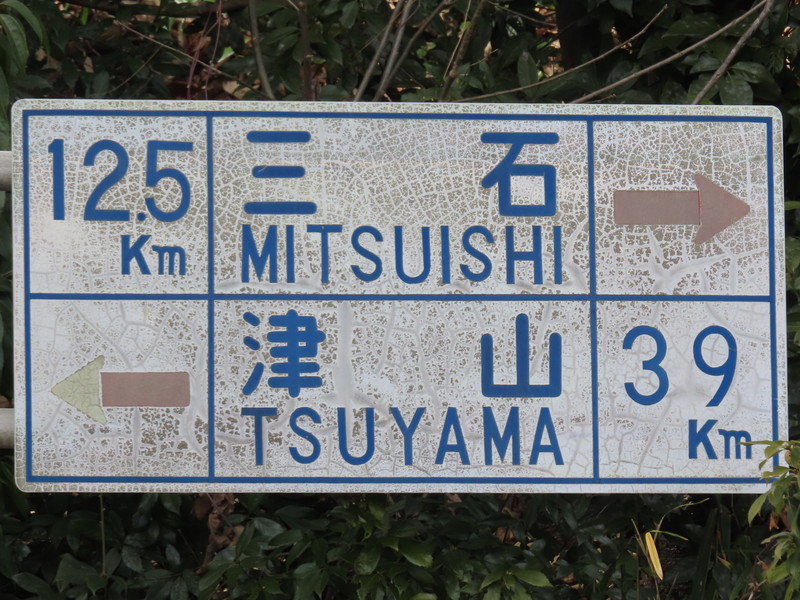 12.5 Km
三石
MITSUISHI
津山
TSUYAMA
39 Km